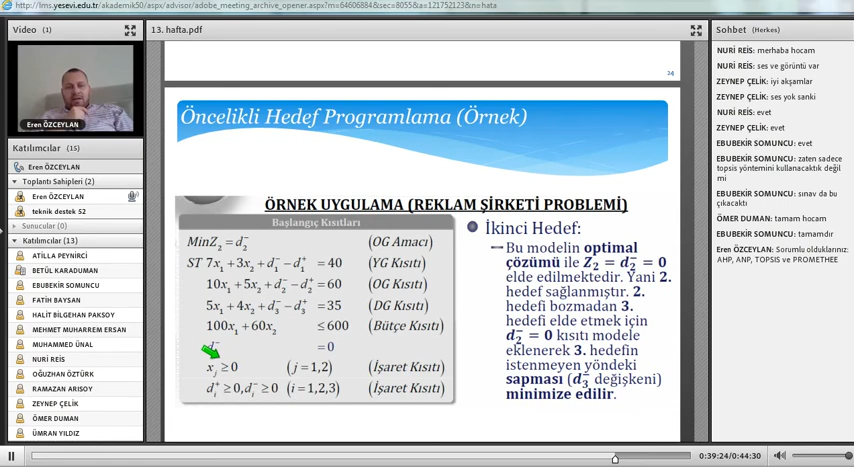 http://lms.yesevi.edu.tr/akademik50/aspx/advisor/adobe_meeting_archive_opener.aspx?m=64606884&sec=8055&a=121752123&n=hata
Video (1)
Eren ÖZCEYLAN
Katılımcılar (15)
Eren ÖZCEYLAN
Toplantı Sahipleri (2)
Eren ÖZCEYLAN
teknik destek 52
Sunucular (0)
Katılımcılar (13)
ATİLLA PEYNİRCİ
BETÜL KARADUMAN
EBUBEKİR SOMUNCU
FATİH BAYSAN
HALİT BİLGEHAN PAKSOY
MEHMET MUHARREM ERSAN
MUHAMMED ÜNAL
NURİ REİS
OĞUZHAN ÖZTÜRK
RAMAZAN ARISOY
ZEYNEP ÇELİK
ÖMER DUMAN
ÜMRAN YILDIZ
13. hafta.pdf
24
Öncelikli Hedef Programlama (Örnek)
ÖRNEK UYGULAMA (REKLAM ŞİRKETİ PROBLEMİ)
Başlangıç Kısıtları
MinZ₂ = d₂⁻ (OG Amacı)
ST 7x₁ +3x₂ + d₁⁻ − d₁⁺ = 40 (YG Kısıtı)
10x₁ +5x₂ + d₂⁻ − d₂⁺ = 60 (OG Kısıtı)
5x₁ + 4x₂ + d₃⁻ − d₃⁺ = 35 (DG Kısıtı)
100x₁ + 60x₂ ≤ 600 (Bütçe Kısıtı)
=0
xⱼ ≥ 0 (j = 1,2) (İşaret Kısıtı)
dᵢ⁺ ≥ 0, dᵢ⁻ ≥ 0 (i = 1,2,3) (İşaret Kısıtı)
İkinci Hedef:
Bu modelin optimal
çözümü ile Z₂ = d₂⁻ = 0
elde edilmektedir. Yani 2.
hedef sağlanmıştır. 2.
hedefi bozmadan 3.
hedefi elde etmek için
d₂⁻ = 0 kısıtı modele
eklenerek 3. hedefin
istenmeyen yöndeki
sapması (d₃⁻ değişkeni)
minimize edilir.
Sohbet (Herkes)
NURİ REİS: merhaba hocam
NURİ REİS: ses ve görüntü var
ZEYNEP ÇELİK: iyi akşamlar
ZEYNEP ÇELİK: ses yok sanki
NURİ REİS: evet
ZEYNEP ÇELİK: evet
EBUBEKİR SOMUNCU: evet
EBUBEKİR SOMUNCU: zaten sadece
topsis yöntemini kullanacaktuk değil
mi
EBUBEKİR SOMUNCU: sınav da bu
çıkacaktı
ÖMER DUMAN: tamam hocam
EBUBEKİR SOMUNCU: tamamdır
Eren ÖZCEYLAN: Sorumlu olduklarınız:
AHP, ANP, TOPSIS ve PROMETHEE
0:39:24/0:44:30